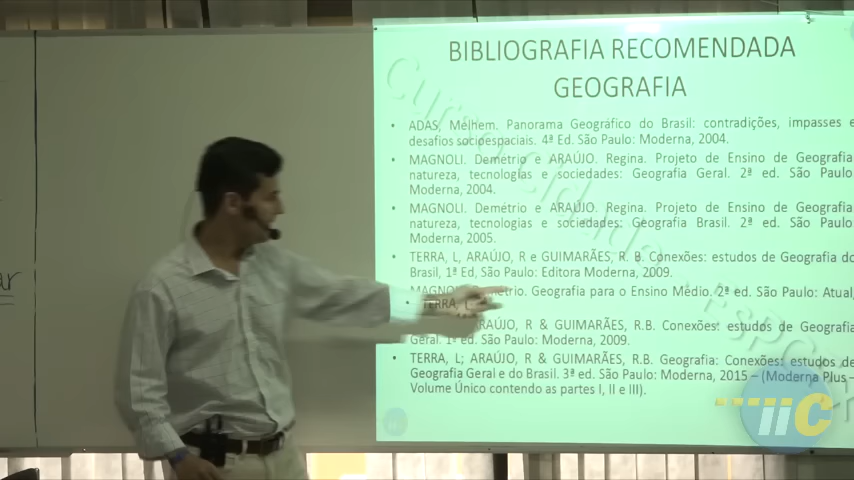 BIBLIOGRAFIA RECOMENDADA
GEOGRAFIA
• ADAS, Melhem. Panorama Geográfico do Brasil: contradições, impasses e
desafios socioespaciais. 4ª Ed. São Paulo: Moderna, 2004.
• MAGNOLI. Demétrio e ARAÚJO. Regina. Projeto de Ensino de Geografia
natureza, tecnologias e sociedades: Geografia Geral. 2ª ed. São Paulo
Moderna, 2004.
• MAGNOLI. Demétrio e ARAÚJO. Regina. Projeto de Ensino de Geografia
natureza, tecnologias e sociedades: Geografia Brasil. 2ª ed. São Paulo
Moderna, 2005.
• TERRA, L, ARAÚJO, R e GUIMARÃES, R. B. Conexões: estudos de Geografia do
Brasil, 1ª Ed, São Paulo: Editora Moderna, 2009.
Geografia para o Ensino Médio. 2ª ed. São Paulo: Atual,
• TERRA, L
ARAÚJO, R & GUIMARÃES, R.B. Conexões: estudos de Geografia
Geral. 1ª ed. São Paulo: Moderna, 2009.
• TERRA, L; ARAÚJO, R & GUIMARÃES, R.B. Geografia: Conexões: estudos de
Geografia Geral e do Brasil. 3ª ed. São Paulo: Moderna, 2015 – (Moderna Plus –
Volume Único contendo as partes I, II e III).
Curso Cidade
ar
iiC